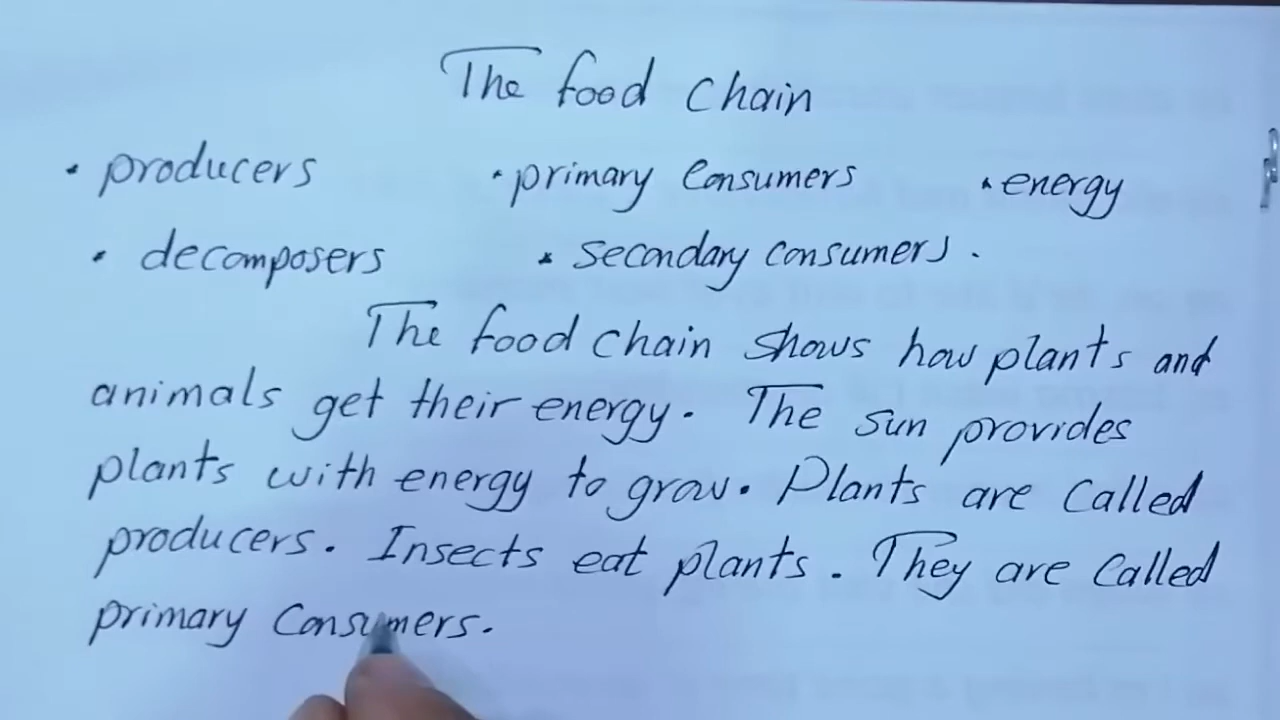 The food chain
• producers • primary consumers • energy
• decomposers • secondary consumers.
The food chain shows how plants and
animals get their energy. The sun provides
plants with energy to grow. Plants are called
producers. Insects eat plants. They are called
primary consumers.